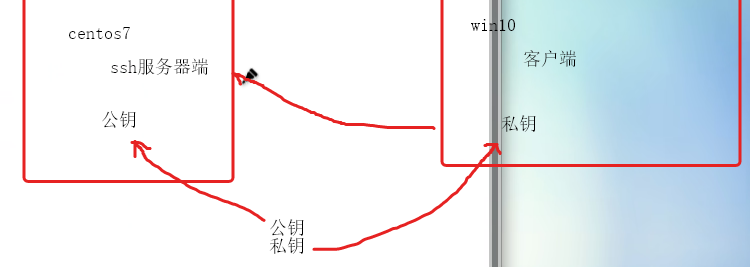 centos7
ssh服务器端
公钥
win10
客户端
私钥
公钥
私钥